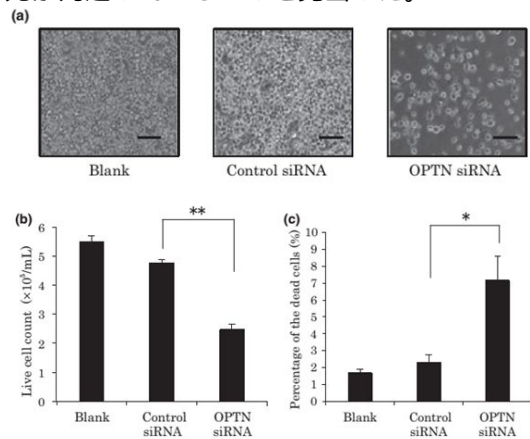 (a)
Blank
Control siRNA
OPTN siRNA
(b)
**
Live cell count (×10⁵/mL)
6
5
4
3
2
1
0
Blank
Control
siRNA
OPTN
siRNA
(c)
*
Percentage of the dead cells (%)
10
9
8
7
6
5
4
3
2
1
0
Blank
Control
siRNA
OPTN
siRNA